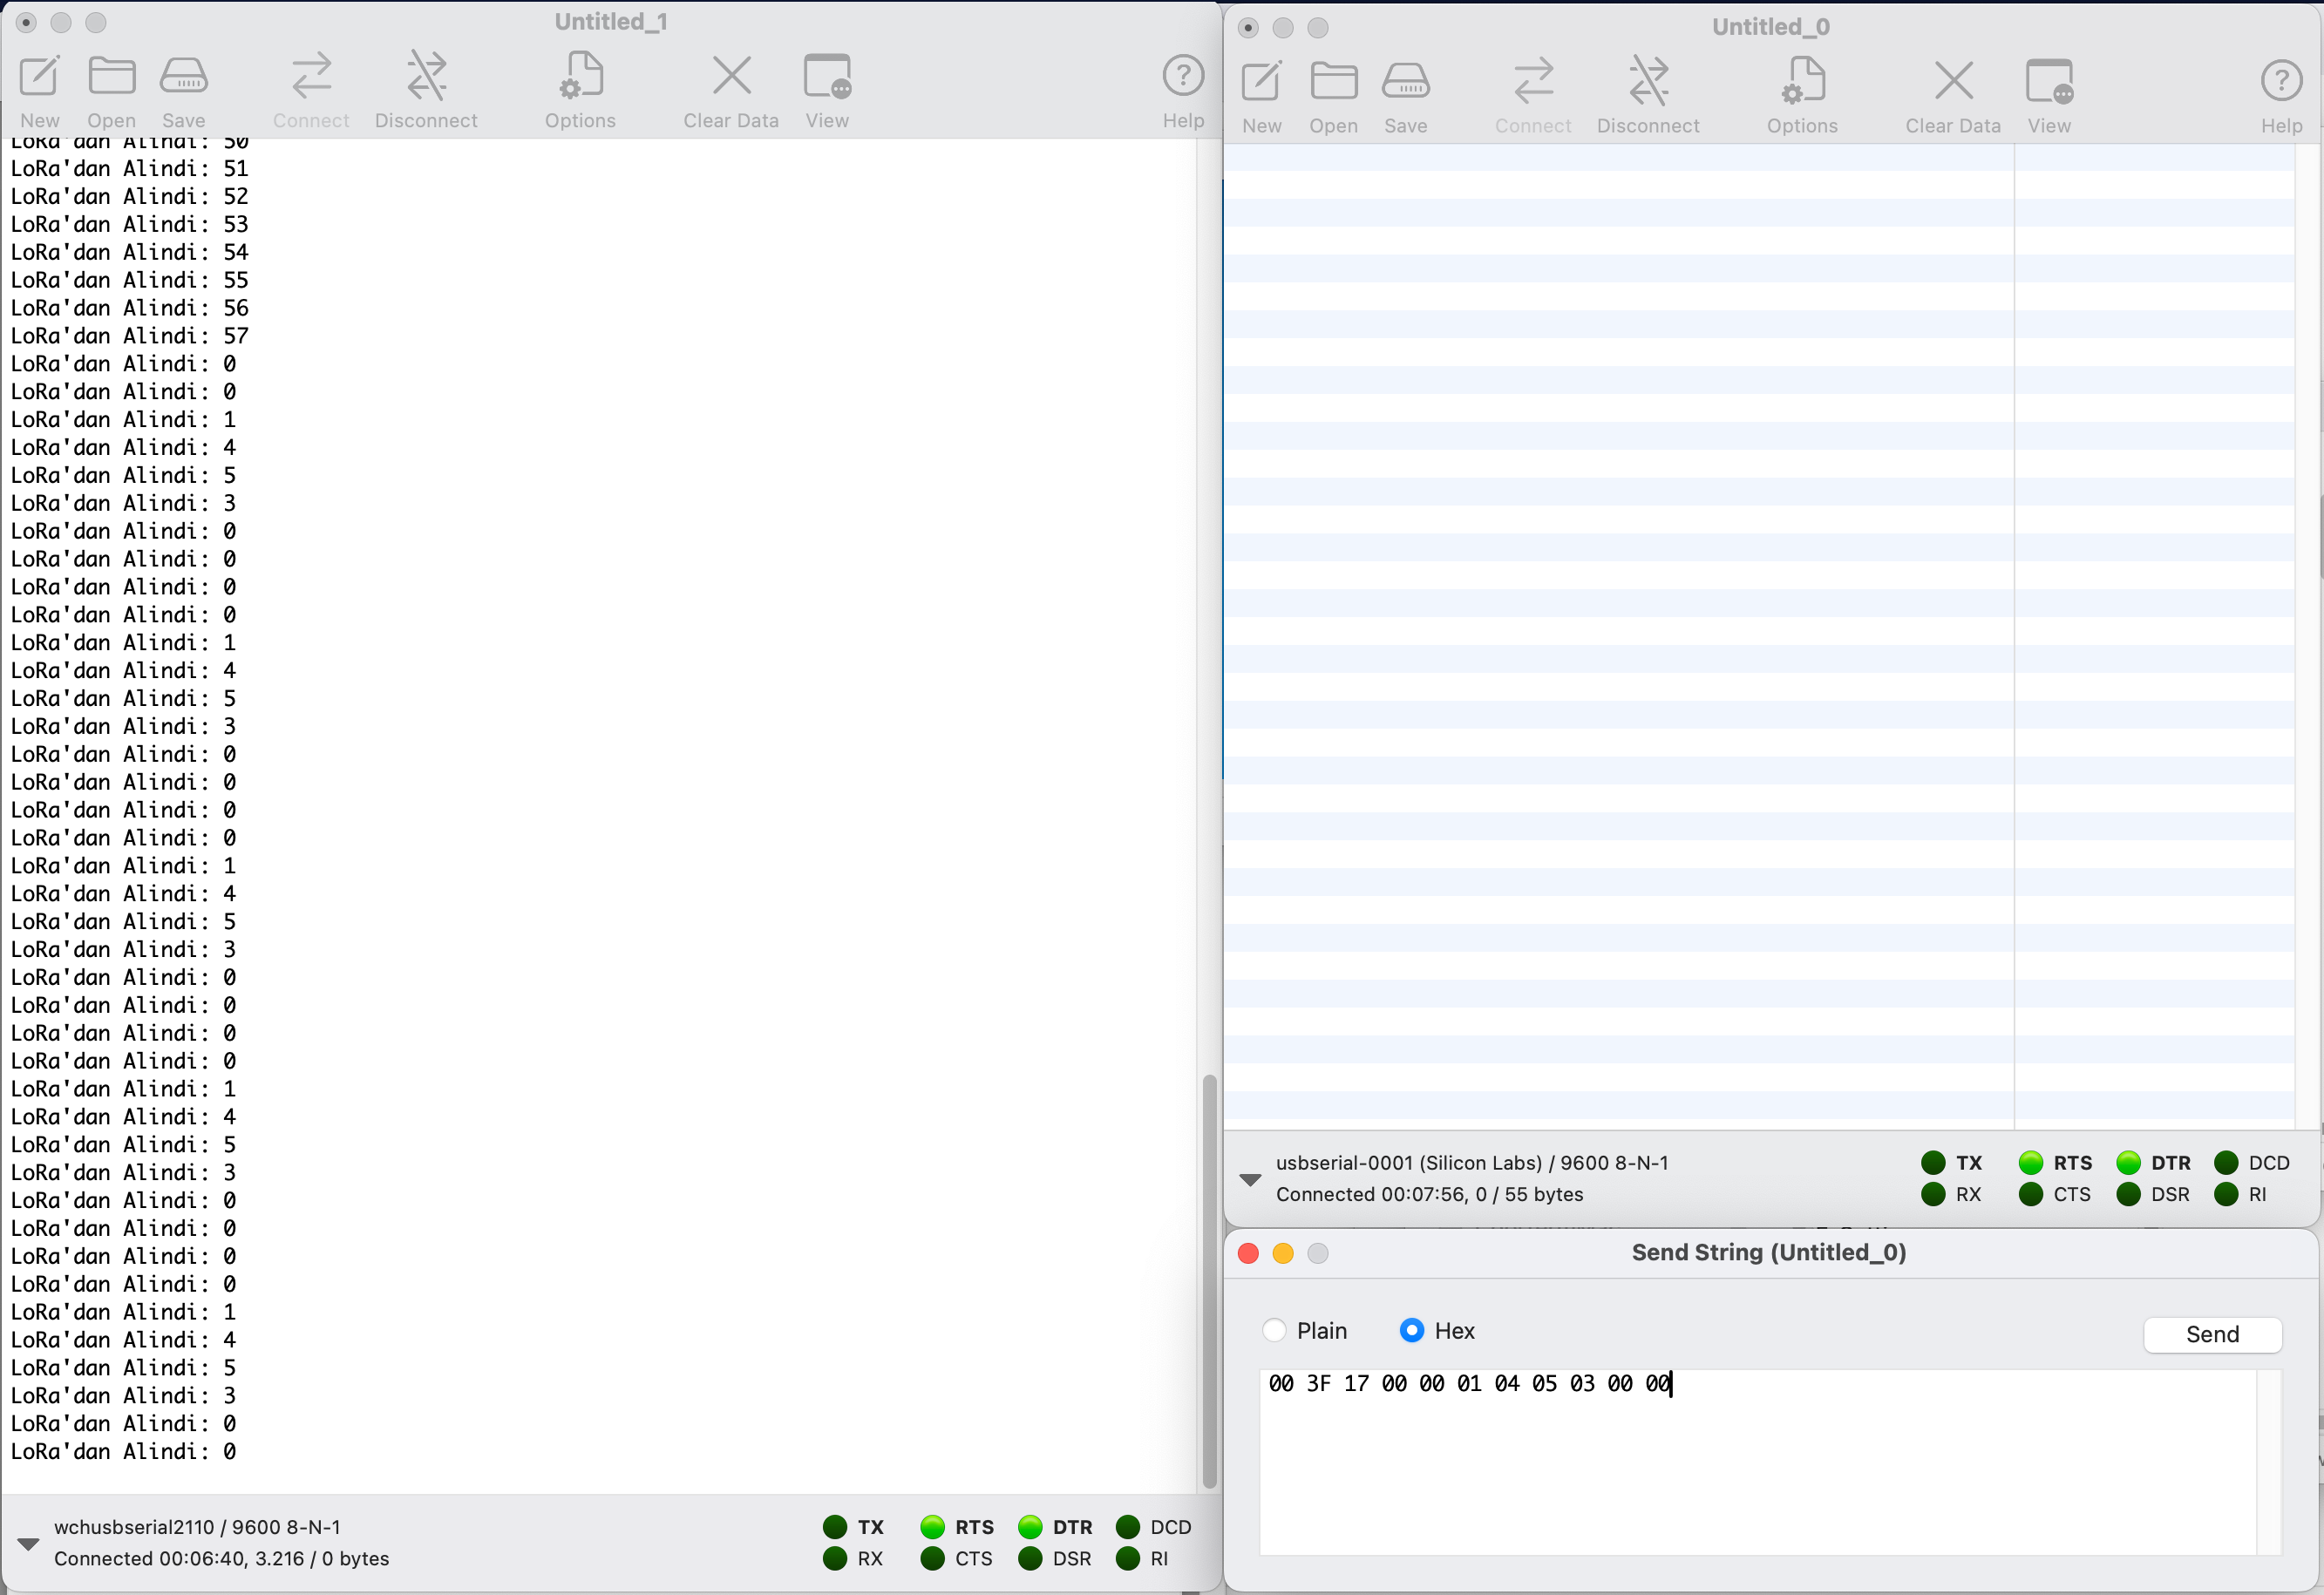 Untitled_1
New Open Save Connect Disconnect Options Clear Data View Help
LoRa'dan Alindi: 50
LoRa'dan Alindi: 51
LoRa'dan Alindi: 52
LoRa'dan Alindi: 53
LoRa'dan Alindi: 54
LoRa'dan Alindi: 55
LoRa'dan Alindi: 56
LoRa'dan Alindi: 57
LoRa'dan Alindi: 0
LoRa'dan Alindi: 0
LoRa'dan Alindi: 1
LoRa'dan Alindi: 4
LoRa'dan Alindi: 5
LoRa'dan Alindi: 3
LoRa'dan Alindi: 0
LoRa'dan Alindi: 0
LoRa'dan Alindi: 0
LoRa'dan Alindi: 0
LoRa'dan Alindi: 1
LoRa'dan Alindi: 4
LoRa'dan Alindi: 5
LoRa'dan Alindi: 3
LoRa'dan Alindi: 0
LoRa'dan Alindi: 0
LoRa'dan Alindi: 0
LoRa'dan Alindi: 0
LoRa'dan Alindi: 1
LoRa'dan Alindi: 4
LoRa'dan Alindi: 5
LoRa'dan Alindi: 3
LoRa'dan Alindi: 0
LoRa'dan Alindi: 0
LoRa'dan Alindi: 0
LoRa'dan Alindi: 0
LoRa'dan Alindi: 1
LoRa'dan Alindi: 4
LoRa'dan Alindi: 5
LoRa'dan Alindi: 3
LoRa'dan Alindi: 0
LoRa'dan Alindi: 0
LoRa'dan Alindi: 0
LoRa'dan Alindi: 0
LoRa'dan Alindi: 1
LoRa'dan Alindi: 4
LoRa'dan Alindi: 5
LoRa'dan Alindi: 3
LoRa'dan Alindi: 0
LoRa'dan Alindi: 0
wchusbserial2110 / 9600 8-N-1
Connected 00:06:40, 3.216 / 0 bytes
TX RTS DTR DCD
RX CTS DSR RI
Untitled_0
New Open Save Connect Disconnect Options Clear Data View Help
usbserial-0001 (Silicon Labs) / 9600 8-N-1
Connected 00:07:56, 0 / 55 bytes
TX RTS DTR DCD
RX CTS DSR RI
Send String (Untitled_0)
Plain Hex Send
00 3F 17 00 00 01 04 05 03 00 00